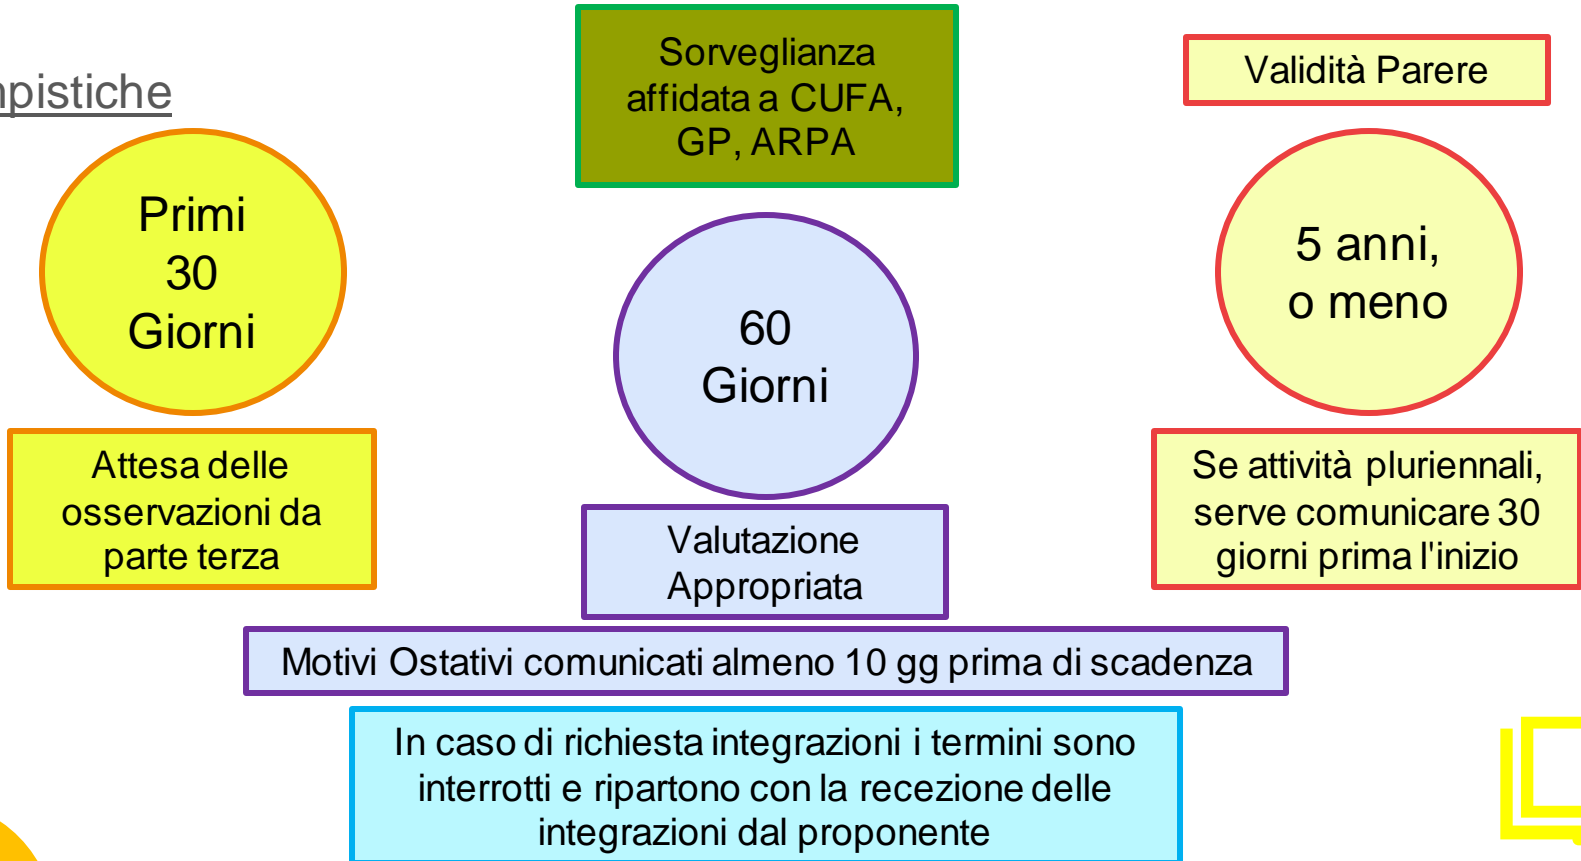 mpistiche
Primi
30
Giorni
Attesa delle
osservazioni da
parte terza
Sorveglianza
affidata a CUFA,
GP, ARPA
60
Giorni
Valutazione
Appropriata
Validità Parere
5 anni,
o meno
Se attività pluriennali,
serve comunicare 30
giorni prima l'inizio
Motivi Ostativi comunicati almeno 10 gg prima di scadenza
In caso di richiesta integrazioni i termini sono
interrotti e ripartono con la recezione delle
integrazioni dal proponente